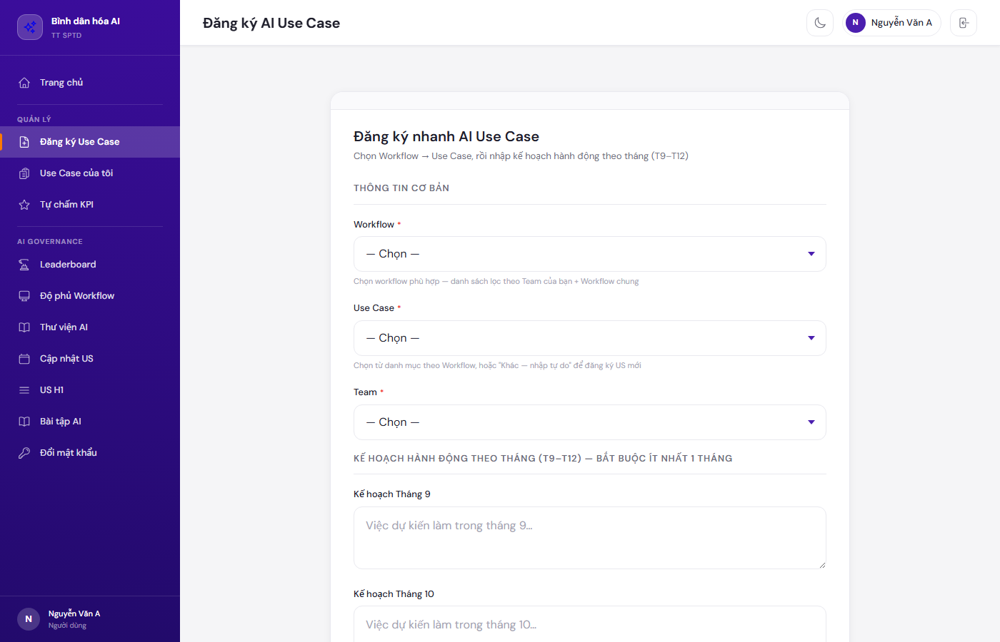 Bình dân hóa AI
TT SPTD
Trang chủ
QUẢN LÝ
Đăng ký Use Case
Use Case của tôi
Tự chấm KPI
AI GOVERNANCE
Leaderboard
Độ phủ Workflow
Thư viện AI
Cập nhật US
US H1
Bài tập AI
Đổi mật khẩu
N
Nguyễn Văn A
Người dùng
Đăng ký AI Use Case
N
Nguyễn Văn A
Đăng ký nhanh AI Use Case
Chọn Workflow → Use Case, rồi nhập kế hoạch hành động theo tháng (T9–T12)
THÔNG TIN CƠ BẢN
Workflow *
— Chọn —
Chọn workflow phù hợp — danh sách lọc theo Team của bạn + Workflow chung
Use Case *
— Chọn —
Chọn từ danh mục theo Workflow, hoặc "Khác — nhập tự do" để đăng ký US mới
Team *
— Chọn —
KẾ HOẠCH HÀNH ĐỘNG THEO THÁNG (T9–T12) — BẮT BUỘC ÍT NHẤT 1 THÁNG
Kế hoạch Tháng 9
Việc dự kiến làm trong tháng 9...
Kế hoạch Tháng 10
Việc dự kiến làm trong tháng 10...